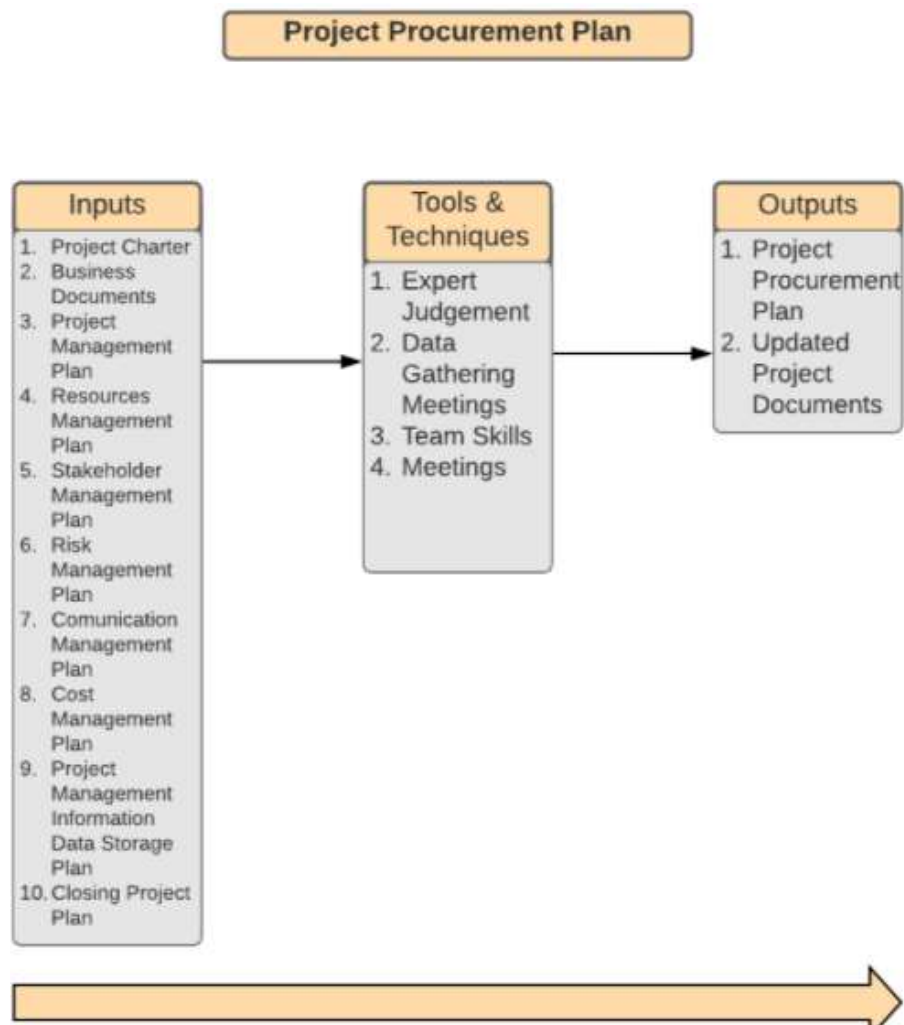 Project Procurement Plan
Inputs
1. Project Charter
2. Business
Documents
3. Project
Management
Plan
4. Resources
Management
Plan
5. Stakeholder
Management
Plan
6. Risk
Management
Plan
7. Comunication
Management
Plan
8. Cost
Management
Plan
9. Project
Management
Information
Data Storage
Plan
10. Closing Project
Plan
Tools &
Techniques
1. Expert
Judgement
2. Data
Gathering
Meetings
3. Team Skills
4. Meetings
Outputs
1. Project
Procurement
Plan
2. Updated
Project
Documents